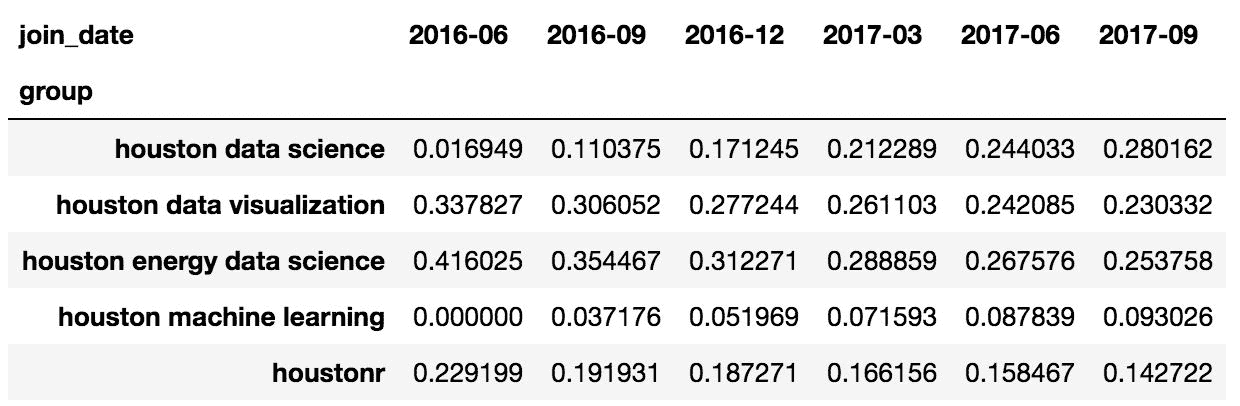 join_date 2016-06 2016-09 2016-12 2017-03 2017-06 2017-09
group
houston data science 0.016949 0.110375 0.171245 0.212289 0.244033 0.280162
houston data visualization 0.337827 0.306052 0.277244 0.261103 0.242085 0.230332
houston energy data science 0.416025 0.354467 0.312271 0.288859 0.267576 0.253758
houston machine learning 0.000000 0.037176 0.051969 0.071593 0.087839 0.093026
houstonr 0.229199 0.191931 0.187271 0.166156 0.158467 0.142722